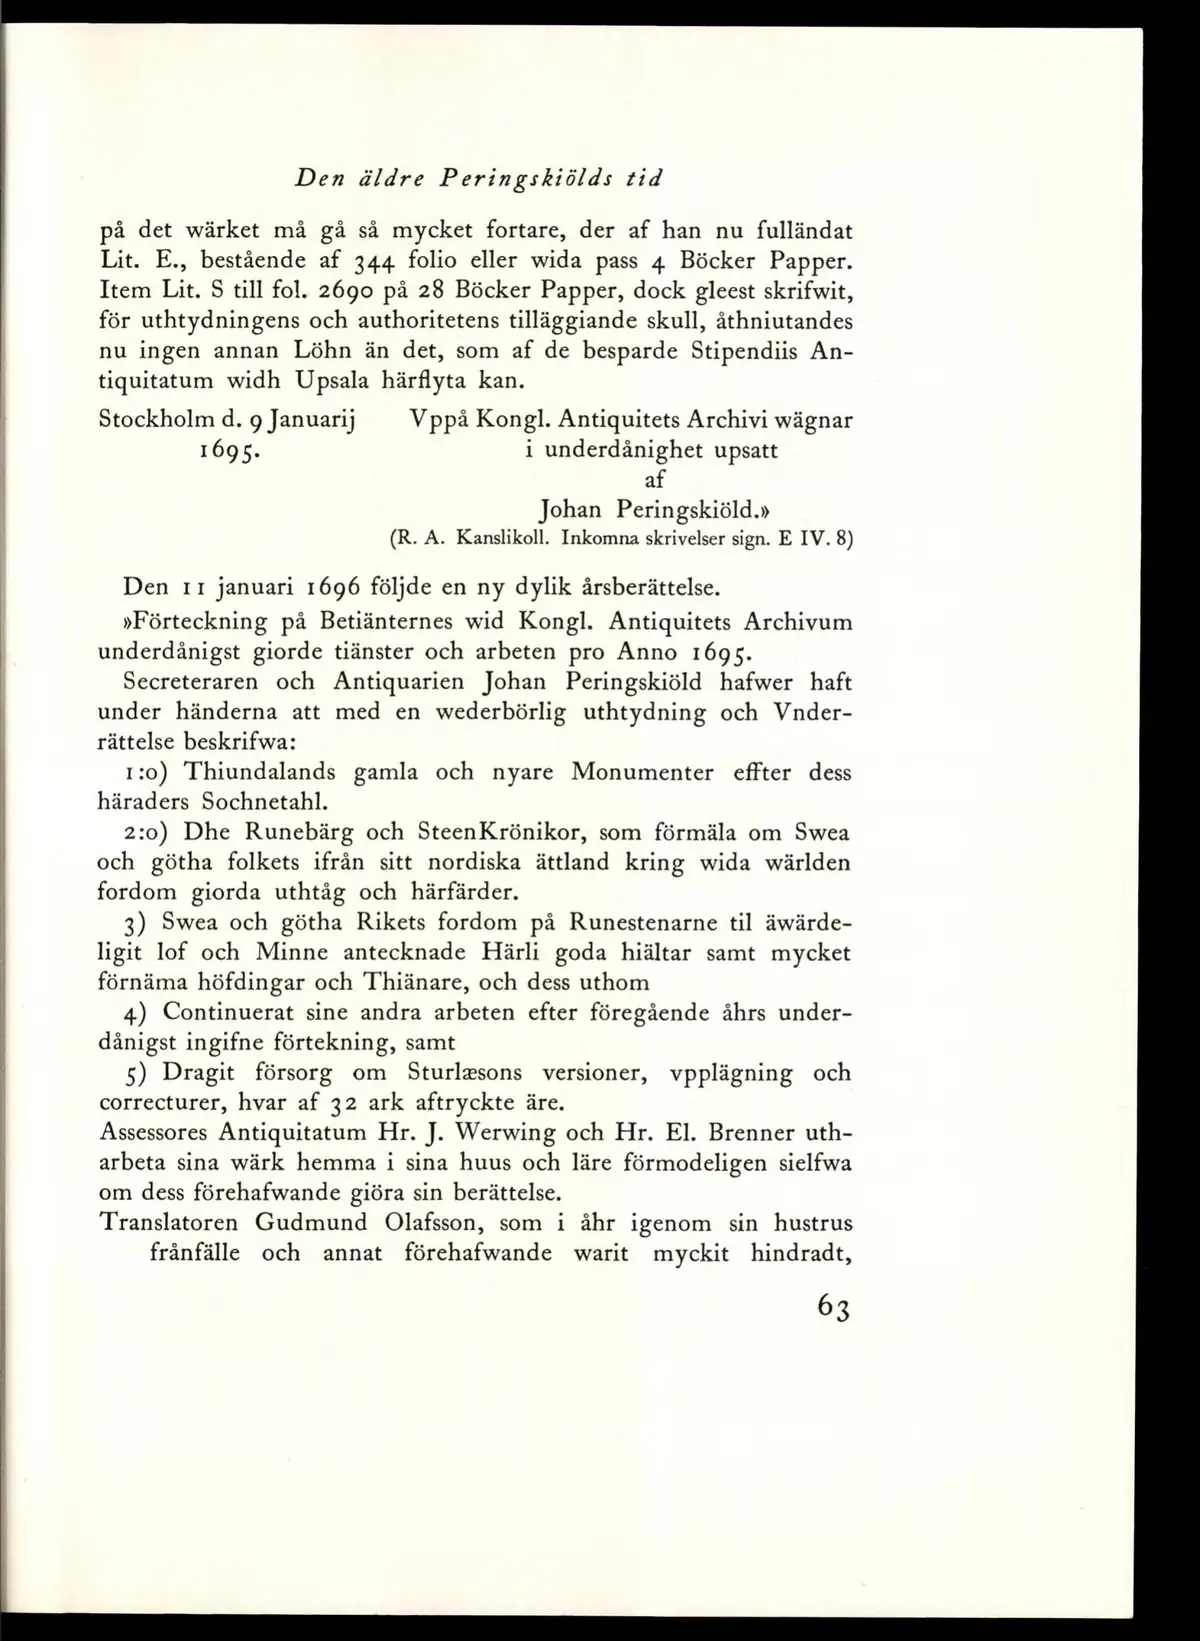 Den äldre Peringskiölds tid
på det wärket må gå så mycket fortare, der af han nu fulländat
Lit. E., bestående af 344 folio eller wida pass 4 Böcker Papper.
Item Lit. S till fol. 2690 på 28 Böcker Papper, dock gleest skrifwit,
för uthtydningens och authoritetens tilläggiande skull, åthniutandes
nu ingen annan Löhn än det, som af de besparde Stipendiis An-
tiquitatum widh Upsala härflyta kan.
Stockholm d. 9 Januarij Vppå Kongl. Antiquitets Archivi wägnar
1695. i underdånighet upsatt
af
Johan Peringskiöld.»
(R. A. Kanslikoll. Inkomna skrivelser sign. E IV. 8)
Den 11 januari 1696 följde en ny dylik årsberättelse.
»Förteckning på Betiänternes wid Kongl. Antiquitets Archivum
underdånigst giorde tiänster och arbeten pro Anno 1695.
Secreteraren och Antiquarien Johan Peringskiöld hafwer haft
under händerna att med en wederbörlig uthtydning och Vnder-
rättelse beskrifwa:
1:o) Thiundalands gamla och nyare Monumenter effter dess
häraders Sochnetahl.
2:o) Dhe Runebärg och SteenKrönikor, som förmäla om Swea
och götha folkets ifrån sitt nordiska ättland kring wida wärlden
fordom giorda uthtåg och härfärder.
3) Swea och götha Rikets fordom på Runestenarne til äwärde-
ligit lof och Minne antecknade Härli goda hiältar samt mycket
förnäma höfdingar och Thiänare, och dess uthom
4) Continuerat sine andra arbeten efter föregående åhrs under-
dånigst ingifne förtekning, samt
5) Dragit försorg om Sturlæsons versioner, vpplägning och
correcturer, hvar af 32 ark aftryckte äre.
Assessores Antiquitatum Hr. J. Werwing och Hr. El. Brenner uth-
arbeta sina wärk hemma i sina huus och läre förmodeligen sielfwa
om dess förehafwande giöra sin berättelse.
Translatoren Gudmund Olafsson, som i åhr igenom sin hustrus
frånfälle och annat förehafwande warit myckit hindradt,
63